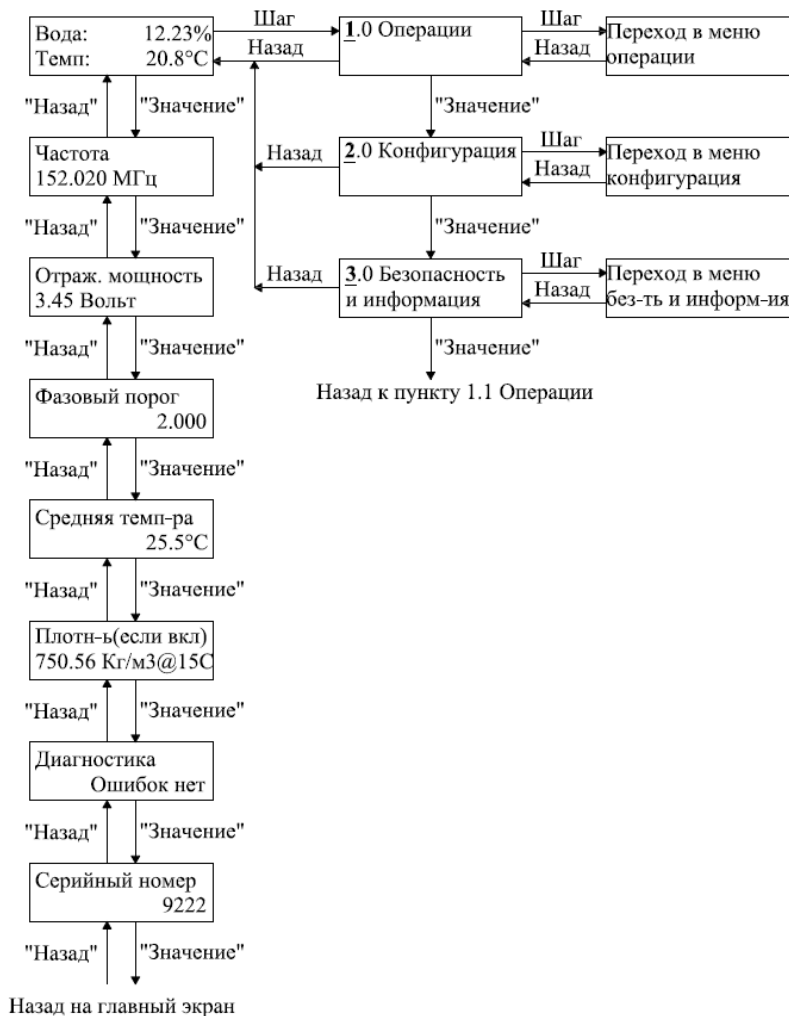 Вода: 12.23%
Темп: 20.8°C
Шаг
Назад
1.0 Операции
Шаг
Назад
Переход в меню
операции
"Назад"
"Значение"
"Значение"
Частота
152.020 МГц
Назад
2.0 Конфигурация
Шаг
Назад
Переход в меню
конфигурация
"Назад"
"Значение"
"Значение"
Отраж. мощность
3.45 Вольт
Назад
3.0 Безопасность
и информация
Шаг
Назад
Переход в меню
без-ть и информ-ия
"Назад"
"Значение"
"Значение"
Назад к пункту 1.1 Операции
Фазовый порог
2.000
"Назад"
"Значение"
Средняя темп-ра
25.5°C
"Назад"
"Значение"
Плотн-ь(если вкл)
750.56 Кг/м3@15C
"Назад"
"Значение"
Диагностика
Ошибок нет
"Назад"
"Значение"
Серийный номер
9222
"Назад"
"Значение"
Назад на главный экран